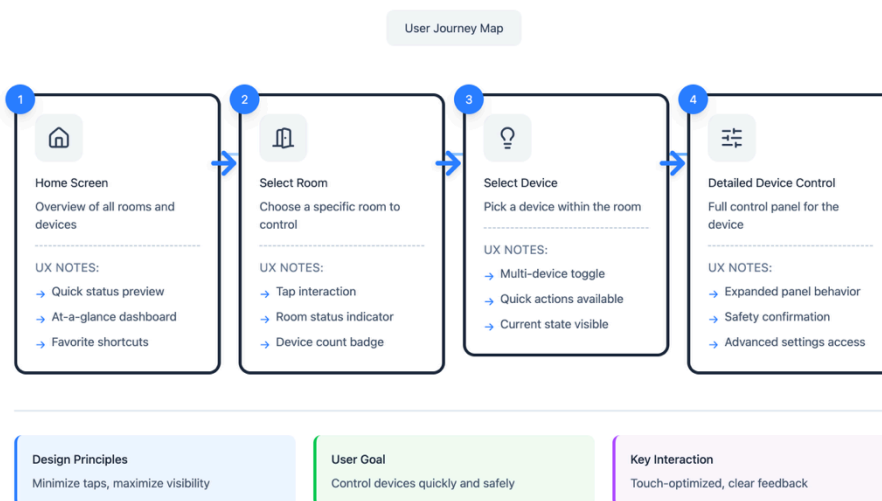 User Journey Map
1
Home Screen
Overview of all rooms and
devices
UX NOTES:
Quick status preview
At-a-glance dashboard
Favorite shortcuts
2
Select Room
Choose a specific room to
control
UX NOTES:
Tap interaction
Room status indicator
Device count badge
3
Select Device
Pick a device within the room
UX NOTES:
Multi-device toggle
Quick actions available
Current state visible
4
Detailed Device Control
Full control panel for the
device
UX NOTES:
Expanded panel behavior
Safety confirmation
Advanced settings access
Design Principles
Minimize taps, maximize visibility
User Goal
Control devices quickly and safely
Key Interaction
Touch-optimized, clear feedback